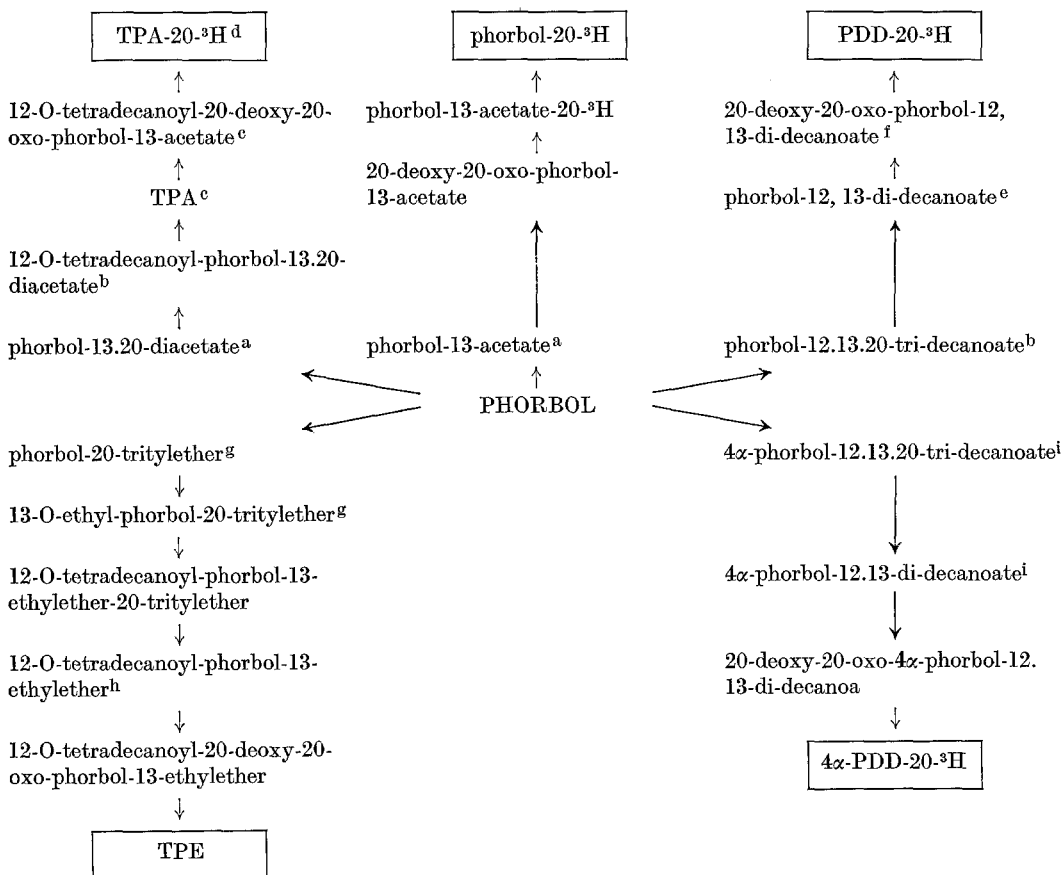 TPA-20-³H ᵈ
phorbol-20-³H
PDD-20-³H
12-O-tetradecanoyl-20-deoxy-20-
oxo-phorbol-13-acetate ᶜ
phorbol-13-acetate-20-³H
20-deoxy-20-oxo-phorbol-12,
13-di-decanoate ᶠ
TPA ᶜ
20-deoxy-20-oxo-phorbol-
13-acetate
phorbol-12, 13-di-decanoate ᵉ
12-O-tetradecanoyl-phorbol-13.20-
diacetate ᵇ
phorbol-13.20-diacetate ᵃ
phorbol-13-acetate ᵃ
phorbol-12.13.20-tri-decanoate ᵇ
PHORBOL
phorbol-20-tritylether ᵍ
4α-phorbol-12.13.20-tri-decanoate ⁱ
13-O-ethyl-phorbol-20-tritylether ᵍ
12-O-tetradecanoyl-phorbol-13-
ethylether-20-tritylether
4α-phorbol-12.13-di-decanoate ⁱ
12-O-tetradecanoyl-phorbol-13-
ethylether ʰ
20-deoxy-20-oxo-4α-phorbol-12.
13-di-decanoa
12-O-tetradecanoyl-20-deoxy-20-
oxo-phorbol-13-ethylether
4α-PDD-20-³H
TPE